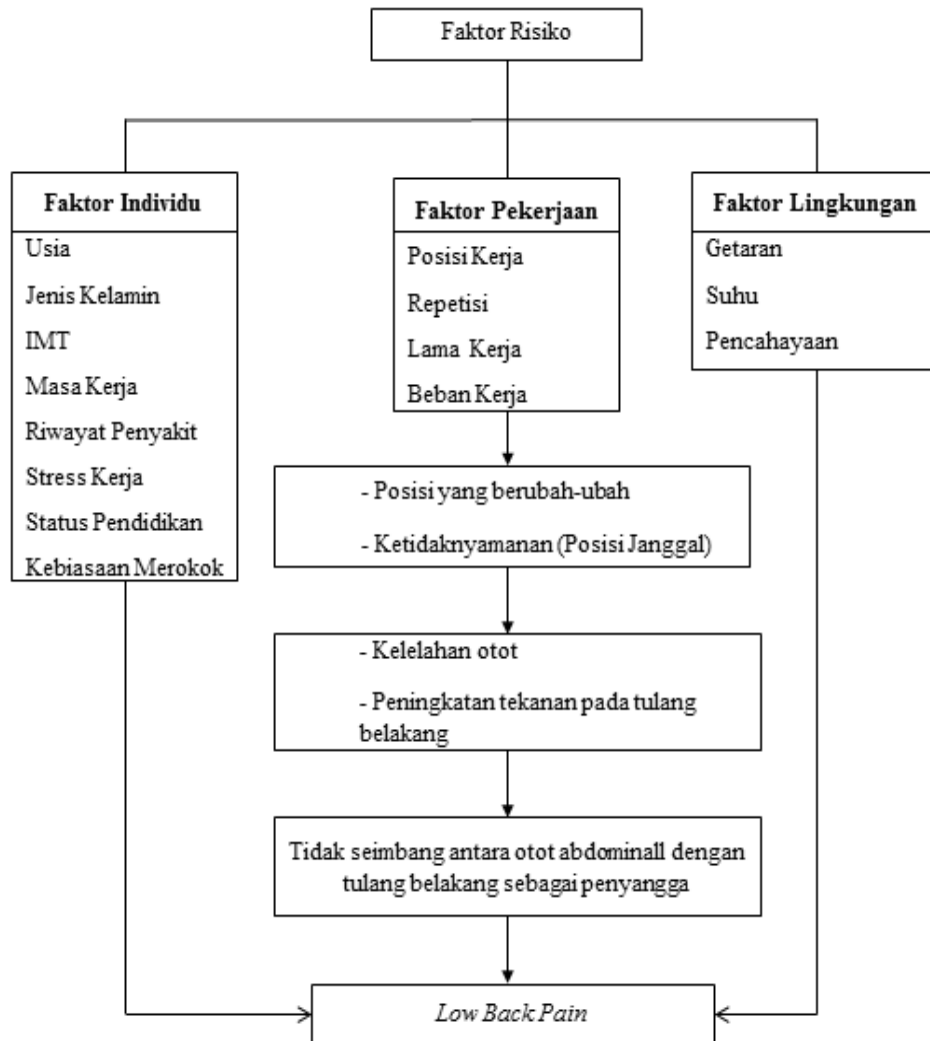 Faktor Risiko
Faktor Individu
Usia
Jenis Kelamin
IMT
Masa Kerja
Riwayat Penyakit
Stress Kerja
Status Pendidikan
Kebiasaan Merokok
Faktor Pekerjaan
Posisi Kerja
Repetisi
Lama Kerja
Beban Kerja
Faktor Lingkungan
Getaran
Suhu
Pencahayaan
- Posisi yang berubah-ubah
- Ketidaknyamanan (Posisi Janggal)
- Kelelahan otot
- Peningkatan tekanan pada tulang
belakang
Tidak seimbang antara otot abdominall dengan
tulang belakang sebagai penyangga
Low Back Pain